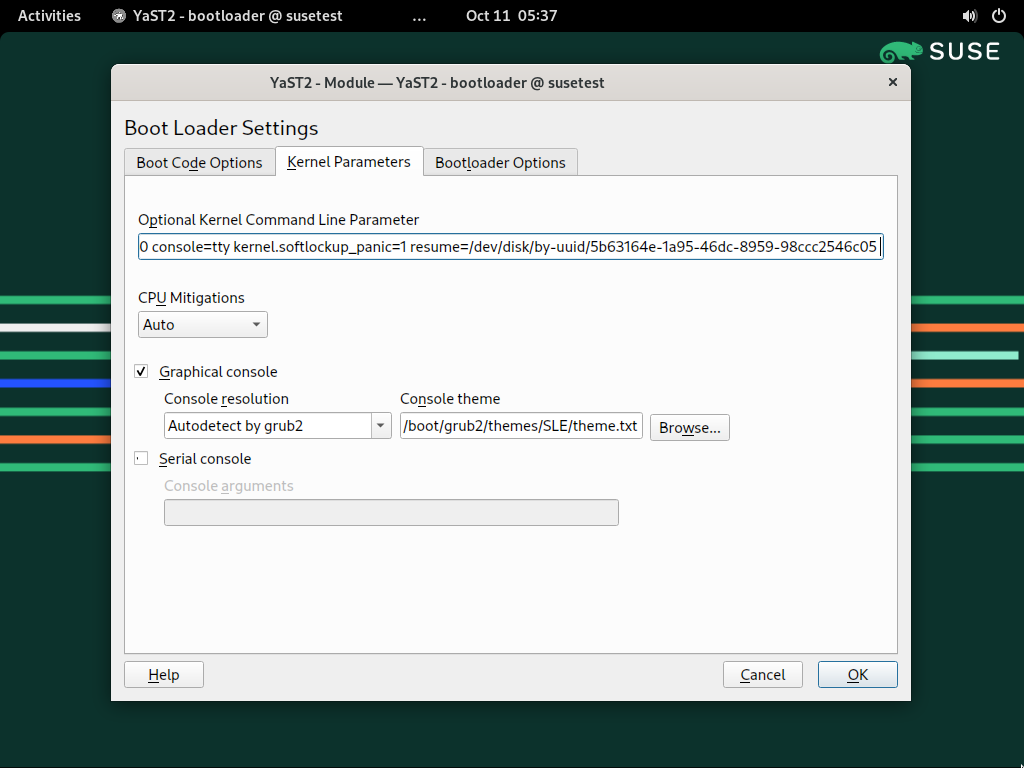 Activities YaST2 - bootloader @ susetest ... Oct 11 05:37
SUSE
YaST2 - Module — YaST2 - bootloader @ susetest
Boot Loader Settings
Boot Code Options Kernel Parameters Bootloader Options
Optional Kernel Command Line Parameter
0 console=tty kernel.softlockup_panic=1 resume=/dev/disk/by-uuid/5b63164e-1a95-46dc-8959-98ccc2546c05
CPU Mitigations
Auto
Graphical console
Console resolution Console theme
Autodetect by grub2 /boot/grub2/themes/SLE/theme.txt Browse...
Serial console
Console arguments
Help Cancel OK